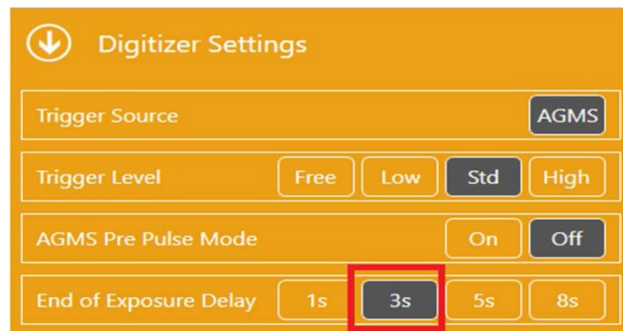 Digitizer Settings
Trigger Source AGMS
Trigger Level Free Low Std High
AGMS Pre Pulse Mode On Off
End of Exposure Delay 1s 3s 5s 8s